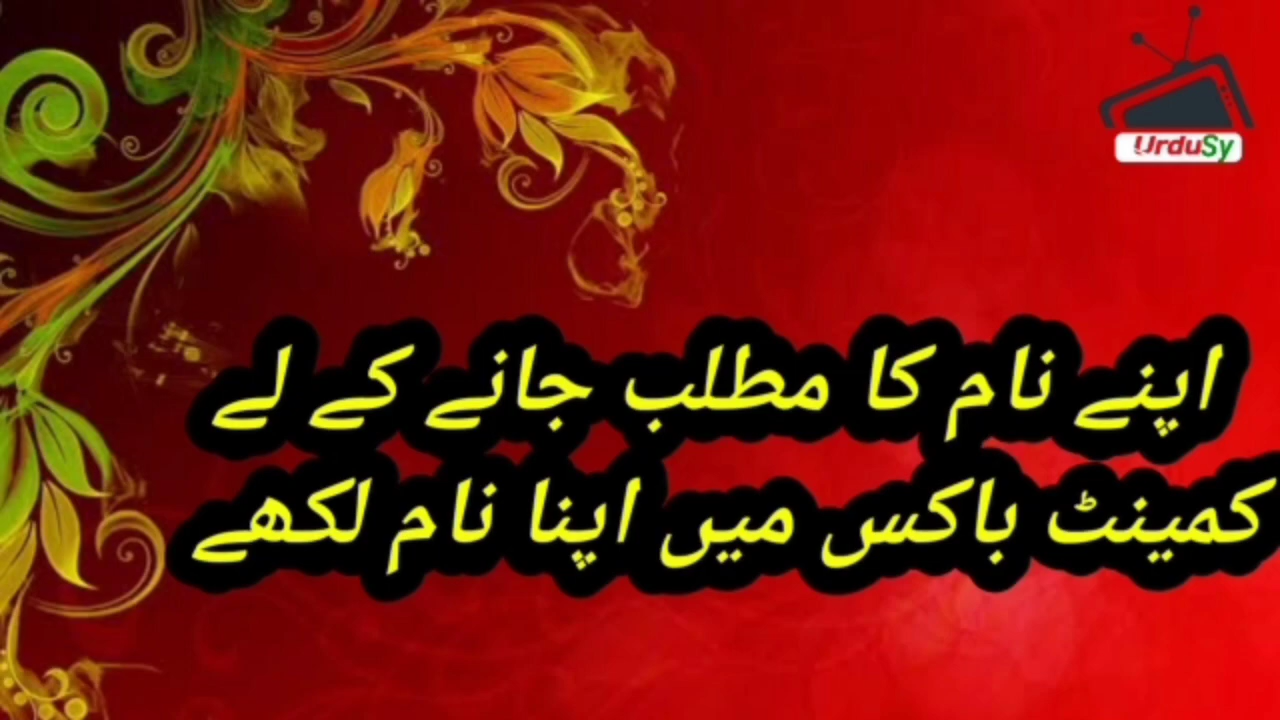 UrduSy
اپنے نام کا مطلب جانے کے لے
کمینٹ باکس میں اپنا نام لکھے